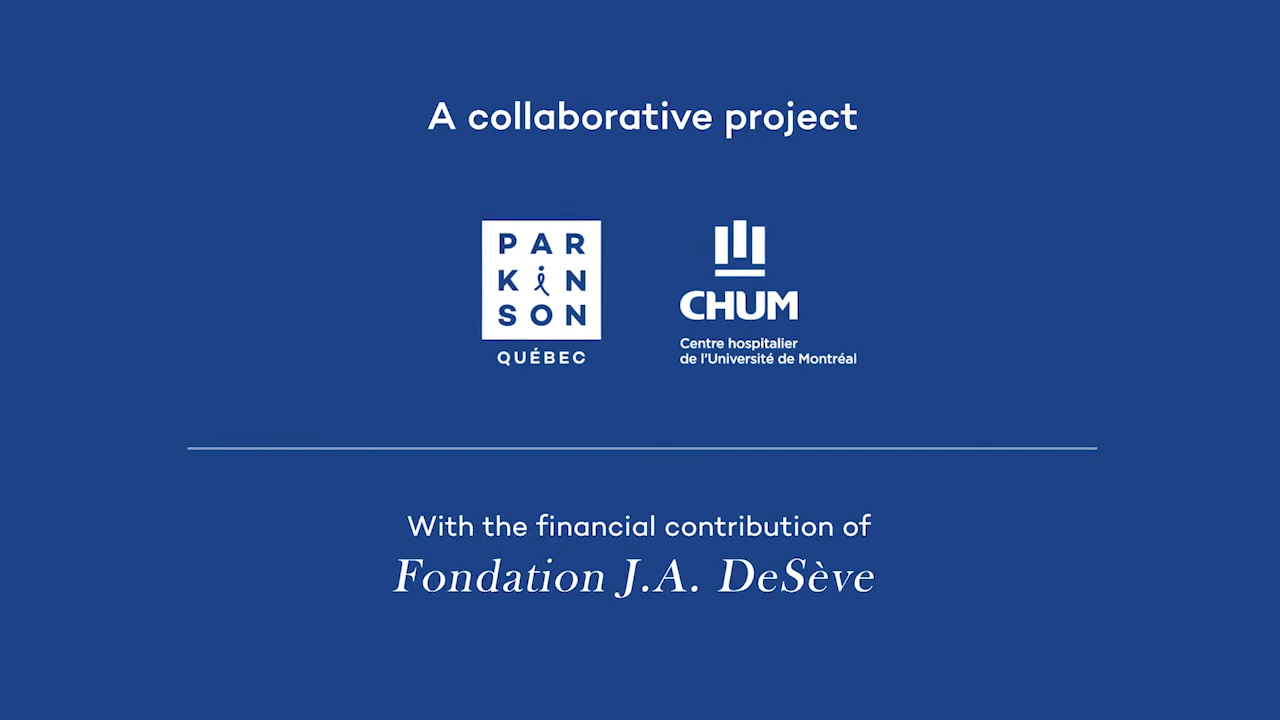 A collaborative project
PAR
KIN
SON
QUÉBEC
CHUM
Centre hospitalier
de l'Université de Montréal
With the financial contribution of
Fondation J.A. DeSève